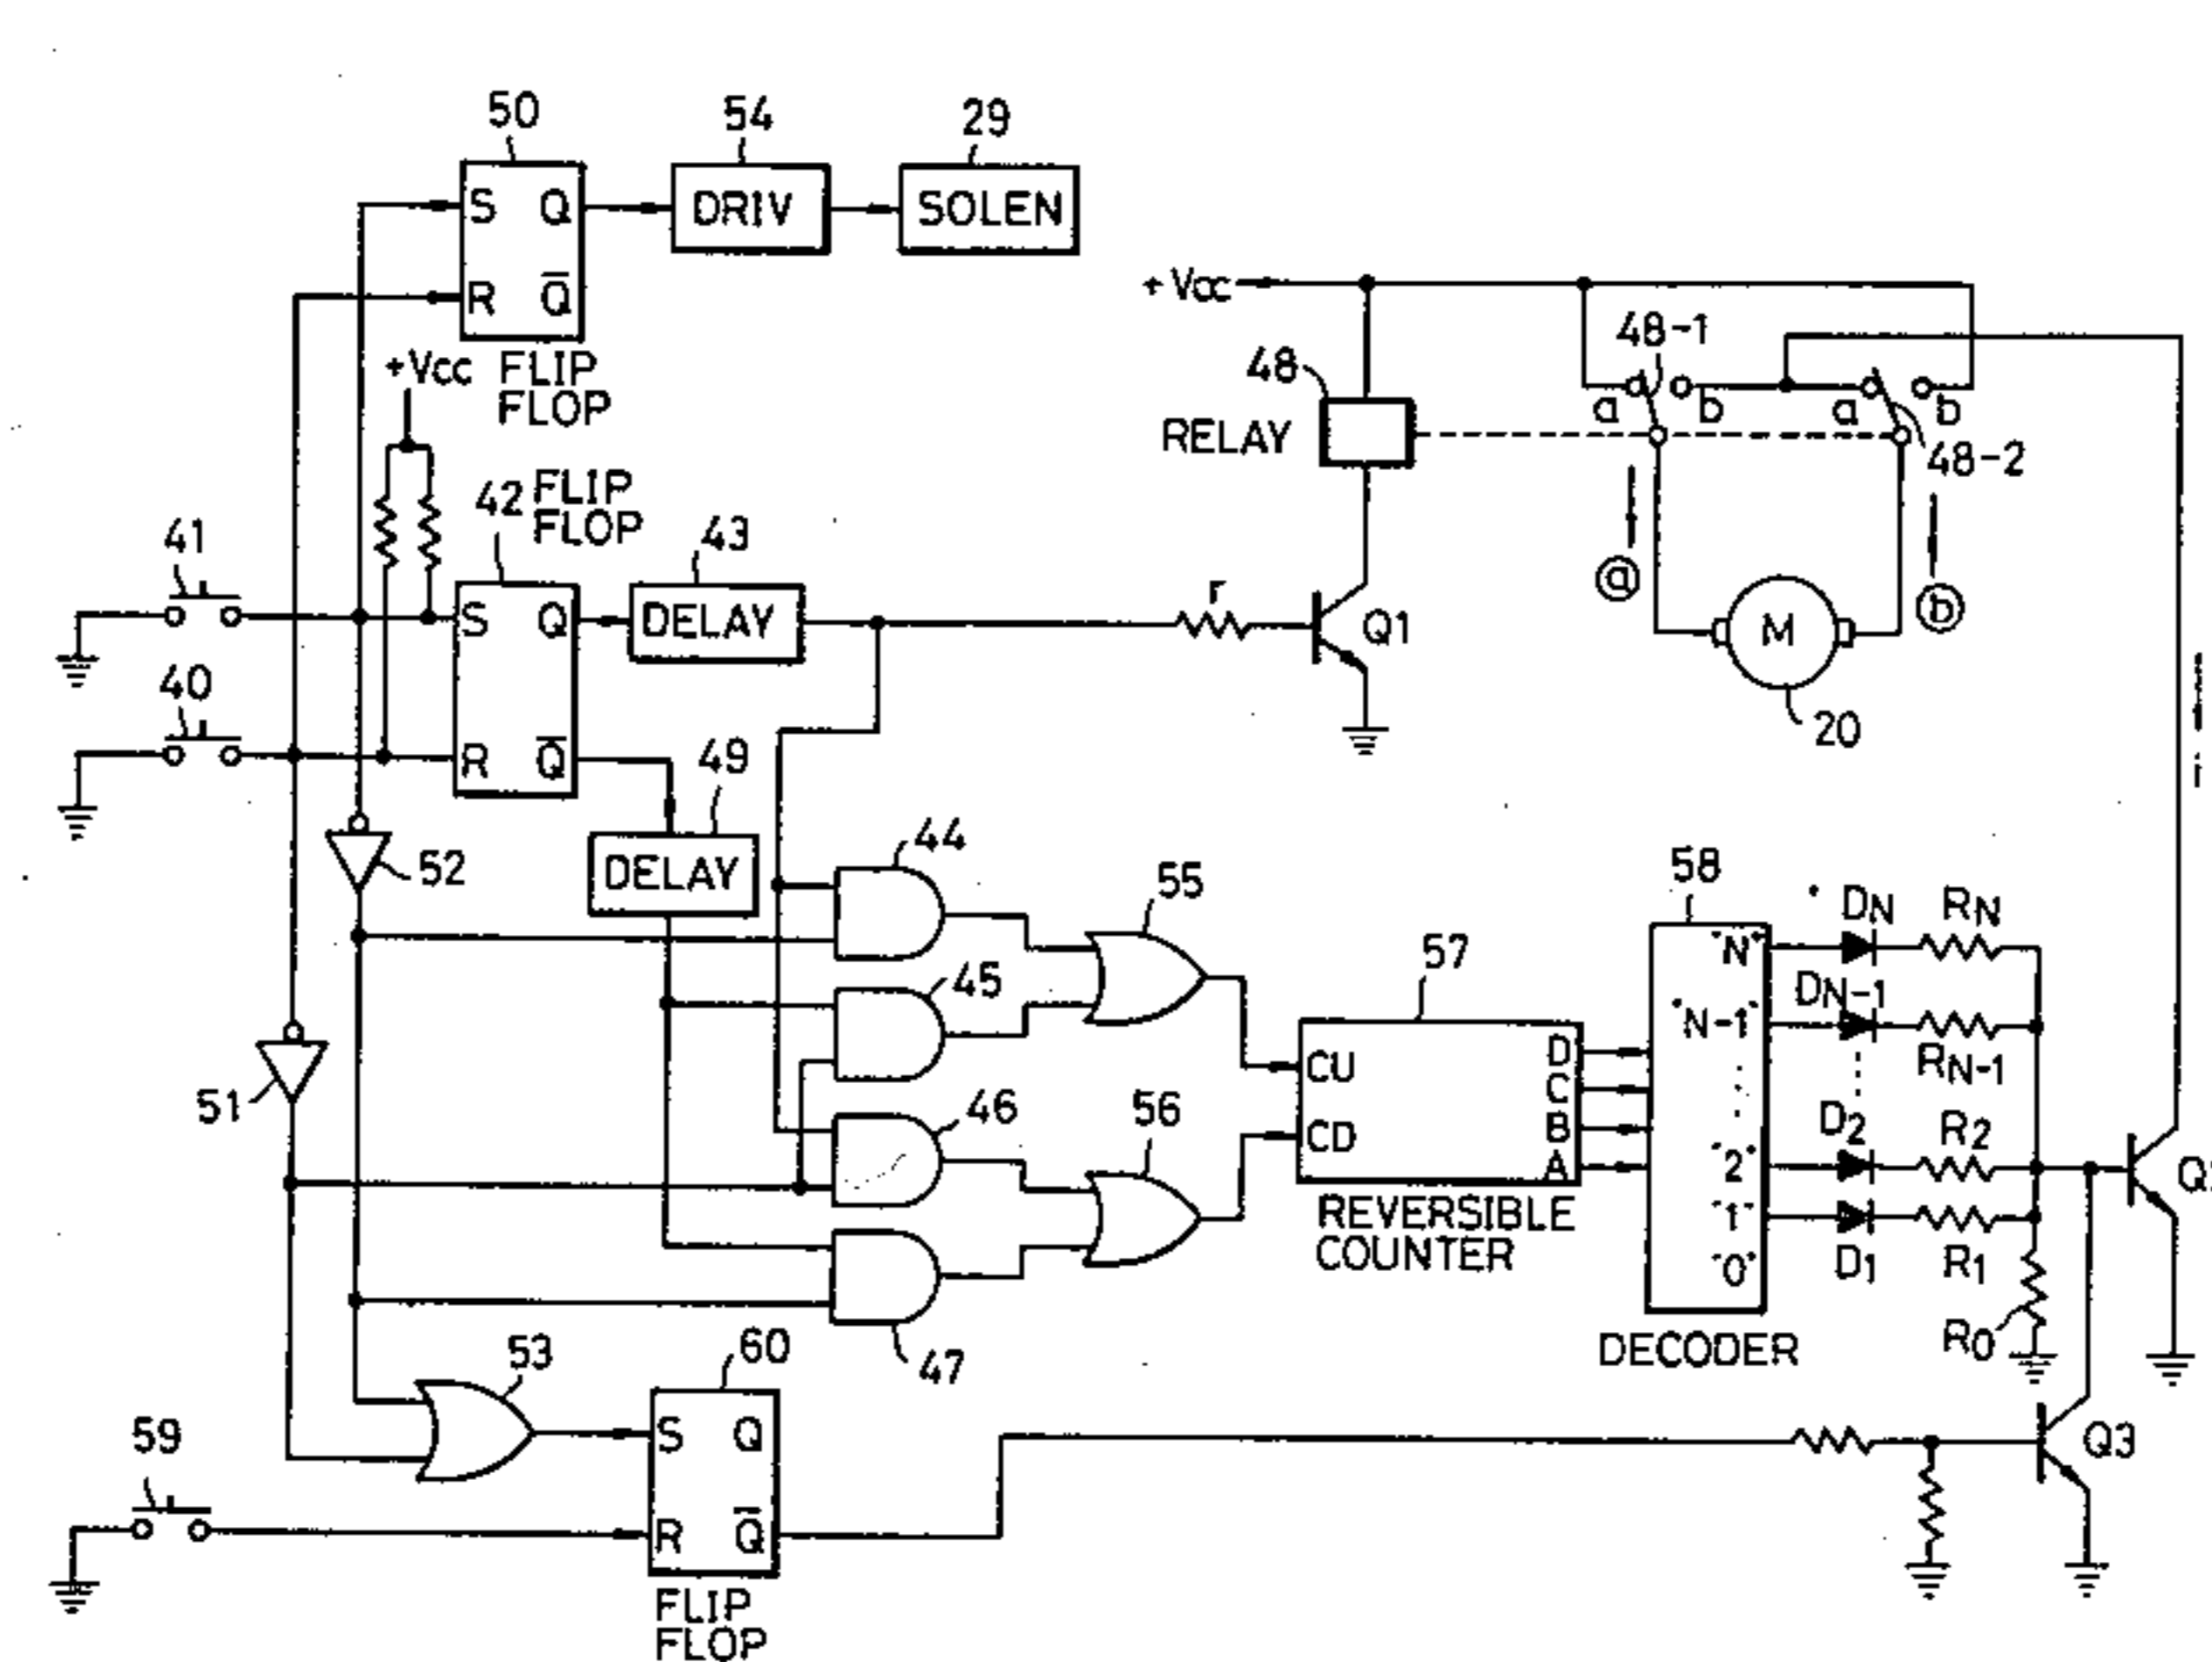 50
54
29
S Q
DRIV
SOLEN
R Q̅
+Vcc
FLIP
FLOP
+Vcc
48-1
48
RELAY
a b a b
48-2
42 FLIP
FLOP
41
43
S Q
DELAY
r
Q1
ⓐ
M
ⓑ
40
R Q̅
49
20
i
52
DELAY
44
55
58
DN RN
"N"
45
57
DN-1
"N-1"
RN-1
51
46
56
CU
CD
D
C
B
A
D2 R2
"2"
"1"
"0"
D1 R1
REVERSIBLE
COUNTER
R0
DECODER
53
60
47
59
S Q
Q3
R Q̅
FLIP
FLOP